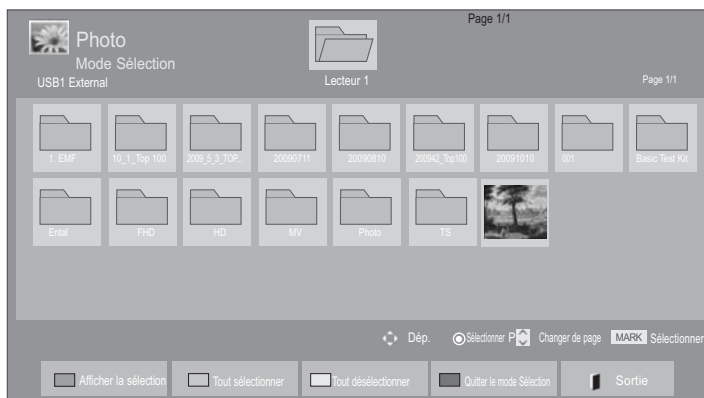 Page 1/1
Photo
Mode Sélection
USB1 External
Lecteur 1
Page 1/1
1. EMF
10_1_Top 100
2009_5_3_TOP...
20090711
20090810
200942_Top100
20091010
001
Basic Test Kit
Ental
FHD
HD
MV
Photo
TS
Dép. Sélectionner P Changer de page MARK Sélectionner
Afficher la sélection
Tout sélectionner
Tout désélectionner
Quitter le mode Sélection
Sortie